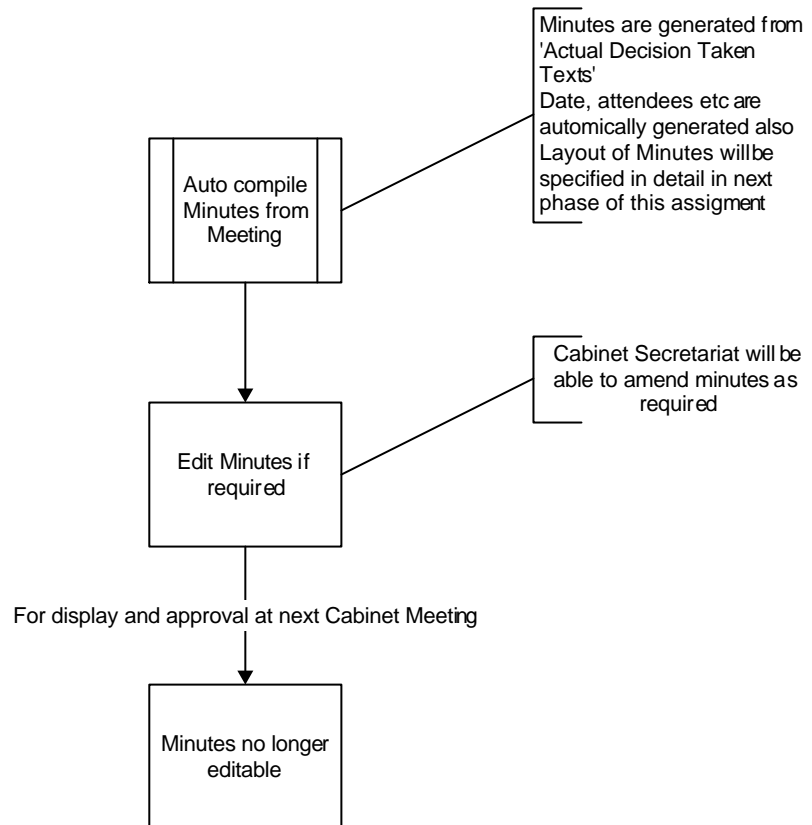 Minutes are generated from
'Actual Decision Taken
Texts'
Date, attendees etc are
automically generated also
Layout of Minutes will be
specified in detail in next
phase of this assigment
Auto compile
Minutes from
Meeting
Cabinet Secretariat will be
able to amend minutes as
required
Edit Minutes if
required
For display and approval at next Cabinet Meeting
Minutes no longer
editable